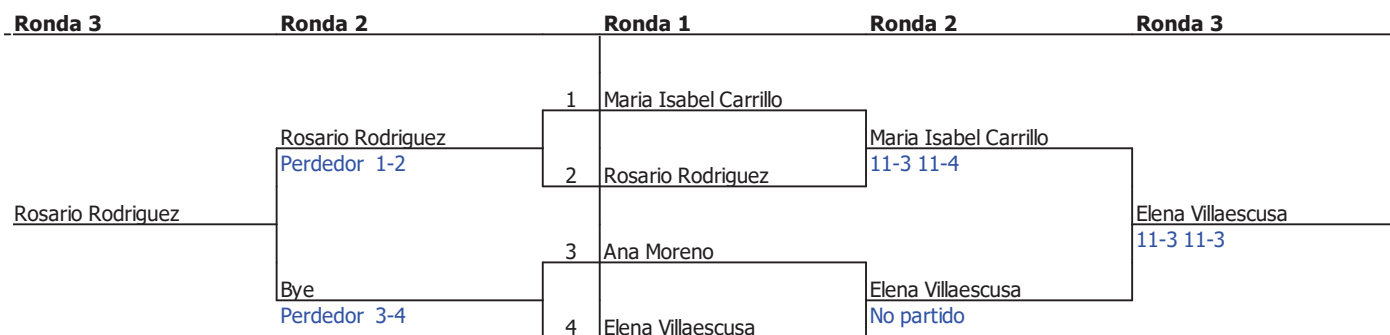 Ronda 3 Ronda 2 Ronda 1 Ronda 2 Ronda 3
1 Maria Isabel Carrillo
Rosario Rodriguez Maria Isabel Carrillo
Perdedor 1-2 11-3 11-4
2 Rosario Rodriguez
Rosario Rodriguez Elena Villaescusa
11-3 11-3
3 Ana Moreno
Bye Elena Villaescusa
Perdedor 3-4 No partido
4 Elena Villaescusa